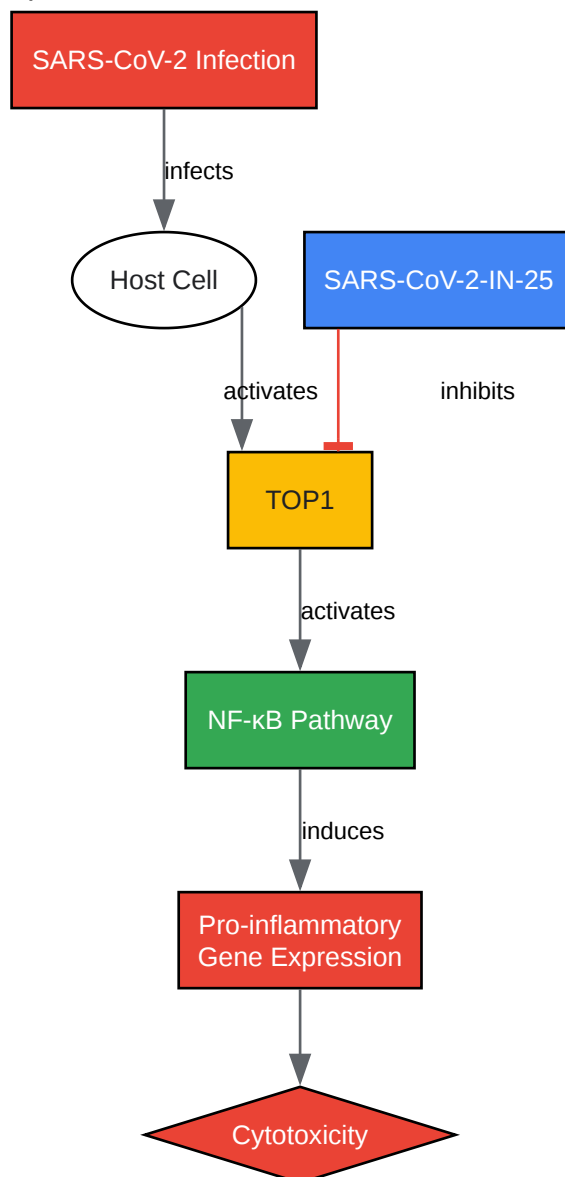 SARS-CoV-2 Infection
infects
Host Cell
SARS-CoV-2-IN-25
activates
inhibits
TOP1
activates
NF-κB Pathway
induces
Pro-inflammatory
Gene Expression
Cytotoxicity